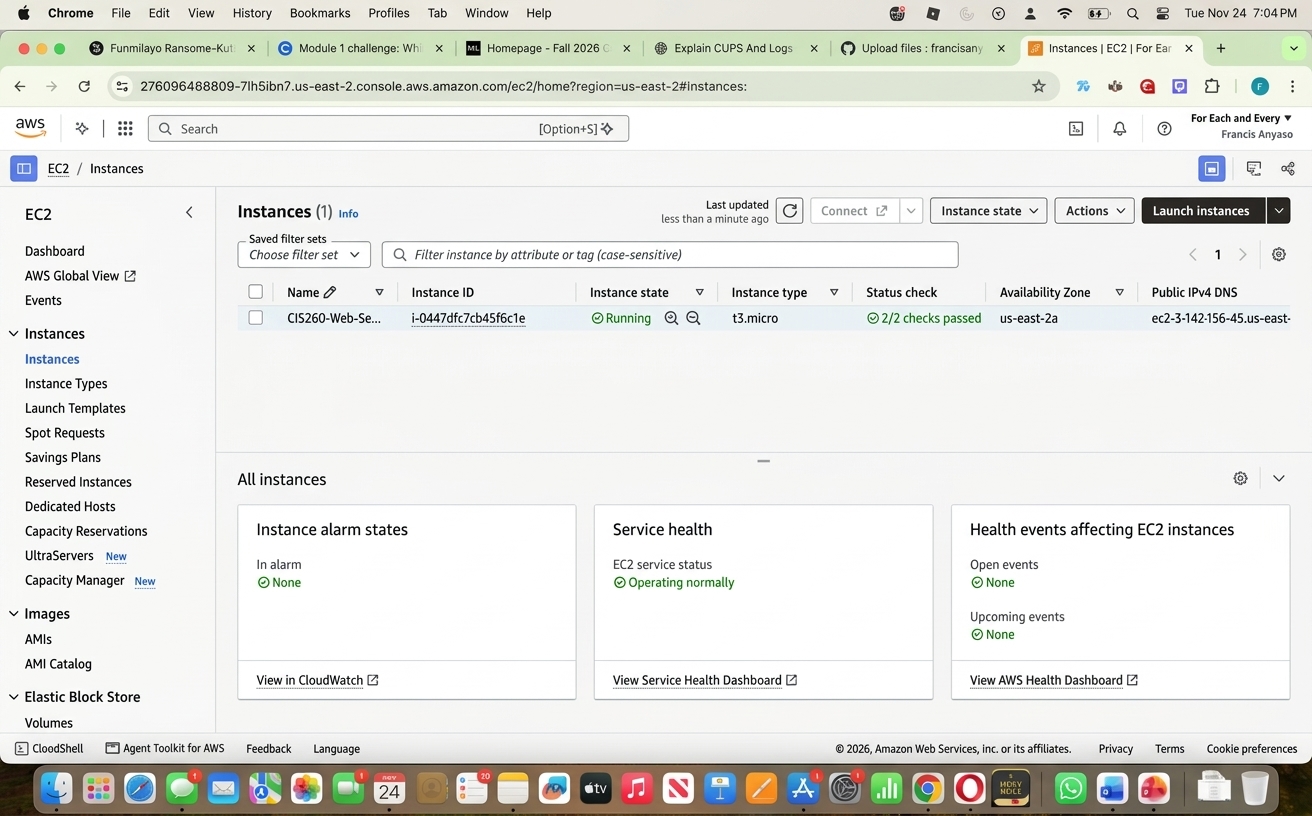 Chrome File Edit View History Bookmarks Profiles Tab Window Help Tue Nov 24 7:04 PM
Funmilayo Ransome-Kuti Module 1 challenge: Whi Homepage - Fall 2026 G Explain CUPS And Logs Upload files : francisany Instances | EC2 | For Ear
276096488809-7lh5ibn7.us-east-2.console.aws.amazon.com/ec2/home?region=us-east-2#Instances:
aws Search [Option+S] For Each and Every
Francis Anyaso
EC2 / Instances
EC2
Dashboard
AWS Global View
Events
Instances
Instances
Instance Types
Launch Templates
Spot Requests
Savings Plans
Reserved Instances
Dedicated Hosts
Capacity Reservations
UltraServers New
Capacity Manager New
Images
AMIs
AMI Catalog
Elastic Block Store
Volumes
Instances (1) Info
Last updated
less than a minute ago
Connect Instance state Actions Launch instances
Saved filter sets
Choose filter set Filter instance by attribute or tag (case-sensitive) 1
Name Instance ID Instance state Instance type Status check Availability Zone Public IPv4 DNS
CIS260-Web-Se... i-0447dfc7cb45f6c1e Running t3.micro 2/2 checks passed us-east-2a ec2-3-142-156-45.us-east-
All instances
Instance alarm states
In alarm
None
View in CloudWatch
Service health
EC2 service status
Operating normally
View Service Health Dashboard
Health events affecting EC2 instances
Open events
None
Upcoming events
None
View AWS Health Dashboard
CloudShell Agent Toolkit for AWS Feedback Language © 2026, Amazon Web Services, Inc. or its affiliates. Privacy Terms Cookie preferences
1 1 NOV 24 20 tv 1 1